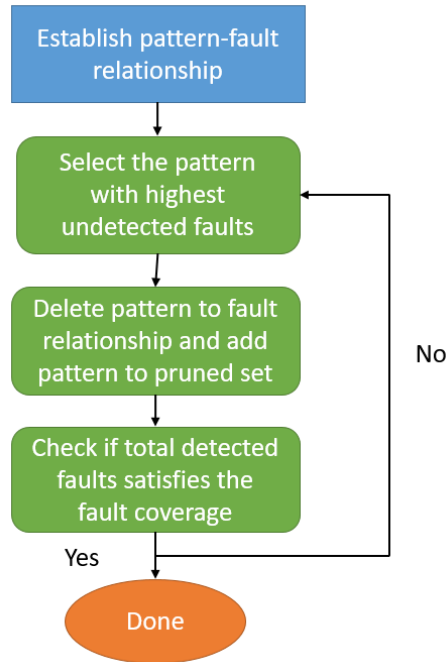 Establish pattern-fault
relationship
Select the pattern
with highest
undetected faults
Delete pattern to fault
relationship and add
pattern to pruned set
No
Check if total detected
faults satisfies the
fault coverage
Yes
Done